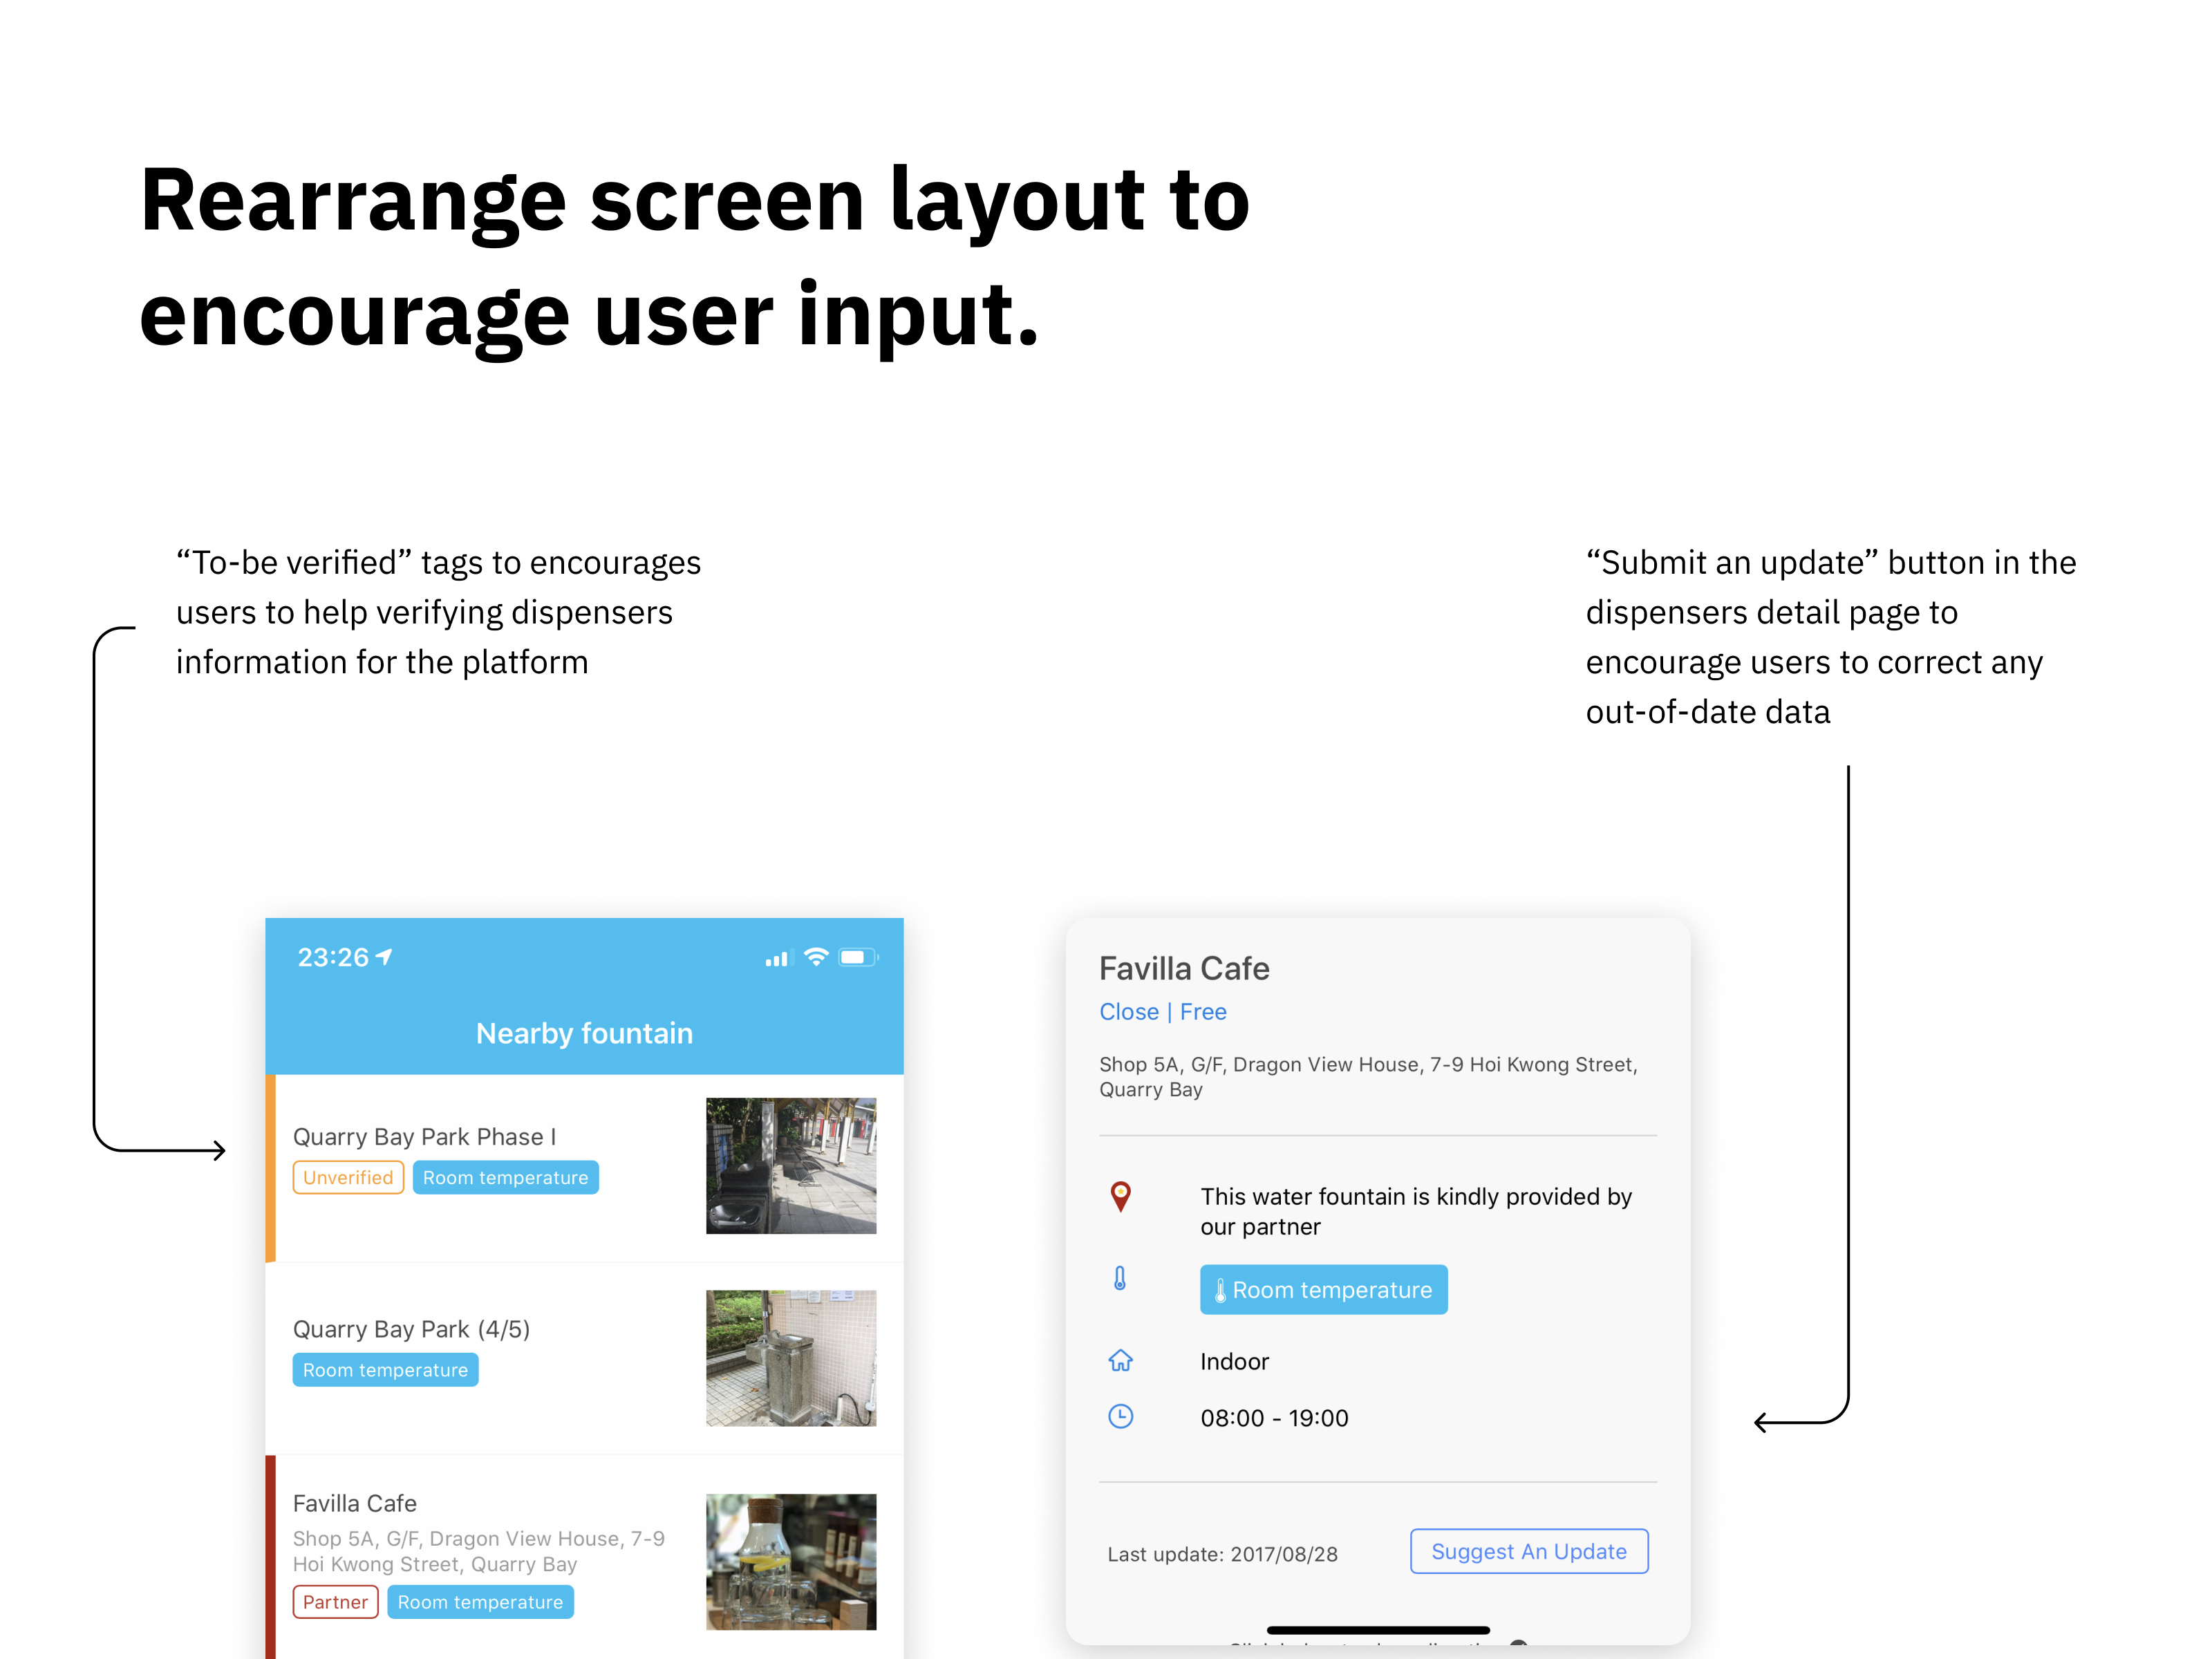 Rearrange screen layout to
encourage user input.
“To-be verified” tags to encourages
users to help verifying dispensers
information for the platform
“Submit an update” button in the
dispensers detail page to
encourage users to correct any
out-of-date data
23:26
Nearby fountain
Quarry Bay Park Phase I
Unverified
Room temperature
Quarry Bay Park (4/5)
Room temperature
Favilla Cafe
Shop 5A, G/F, Dragon View House, 7-9
Hoi Kwong Street, Quarry Bay
Partner
Room temperature
Favilla Cafe
Close | Free
Shop 5A, G/F, Dragon View House, 7-9 Hoi Kwong Street,
Quarry Bay
This water fountain is kindly provided by
our partner
Room temperature
Indoor
08:00 - 19:00
Last update: 2017/08/28
Suggest An Update